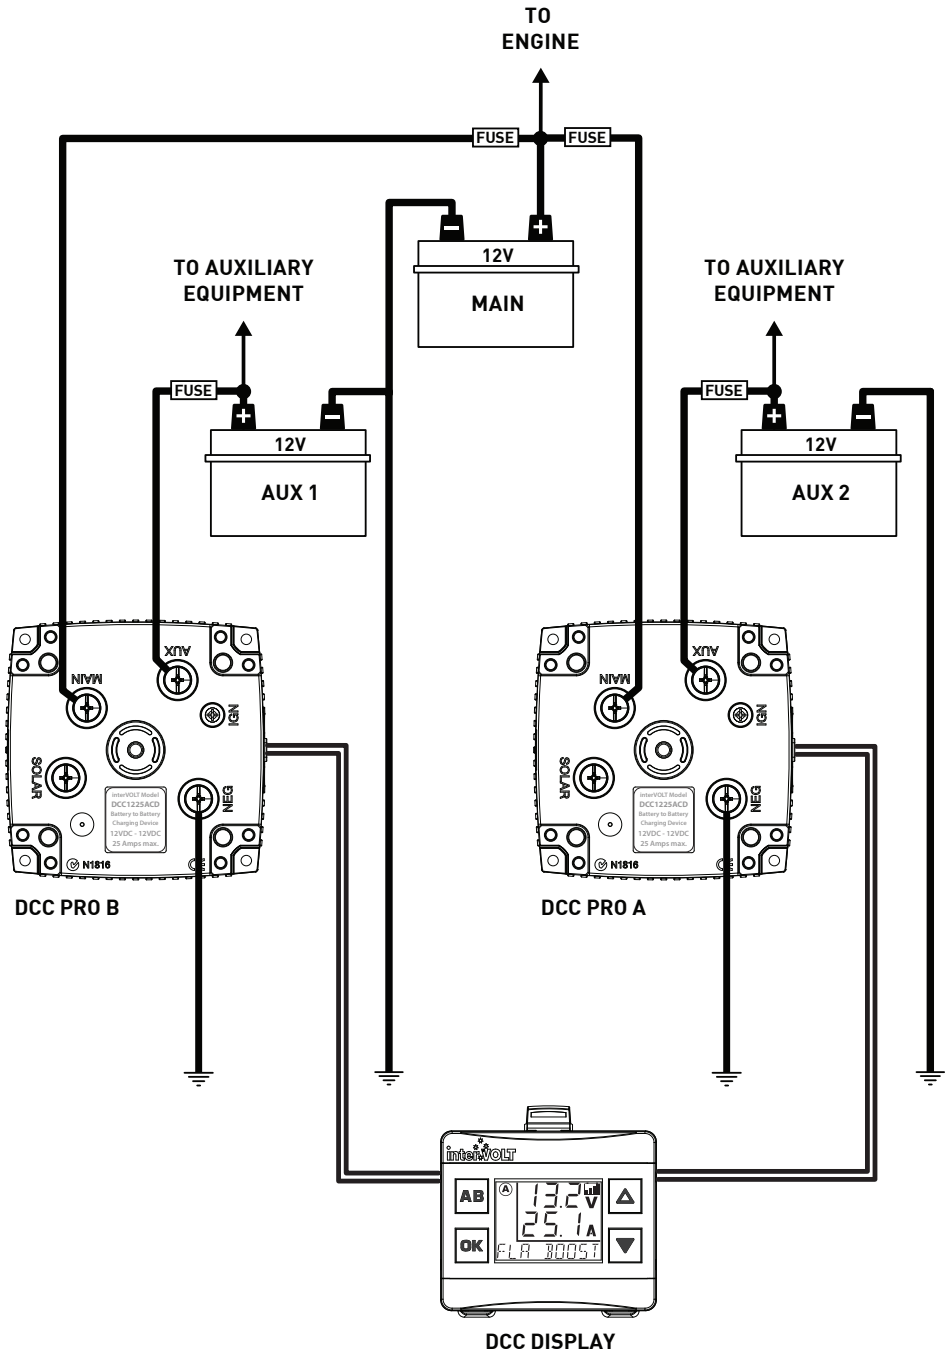 TO
ENGINE
FUSE
FUSE
12V
MAIN
TO AUXILIARY
EQUIPMENT
TO AUXILIARY
EQUIPMENT
FUSE
12V
AUX 1
FUSE
12V
AUX 2
MAIN
AUX
IGN
SOLAR
NEG
interVOLT Model
DCC1225ACD
Battery to Battery
Charging Device
12VDC - 12VDC
25 Amps max.
N1816
DCC PRO B
MAIN
AUX
IGN
SOLAR
NEG
interVOLT Model
DCC1225ACD
Battery to Battery
Charging Device
12VDC - 12VDC
25 Amps max.
N1816
DCC PRO A
interVOLT
AB
OK
A
13.2 V
25.1 A
FLA BOOST
DCC DISPLAY